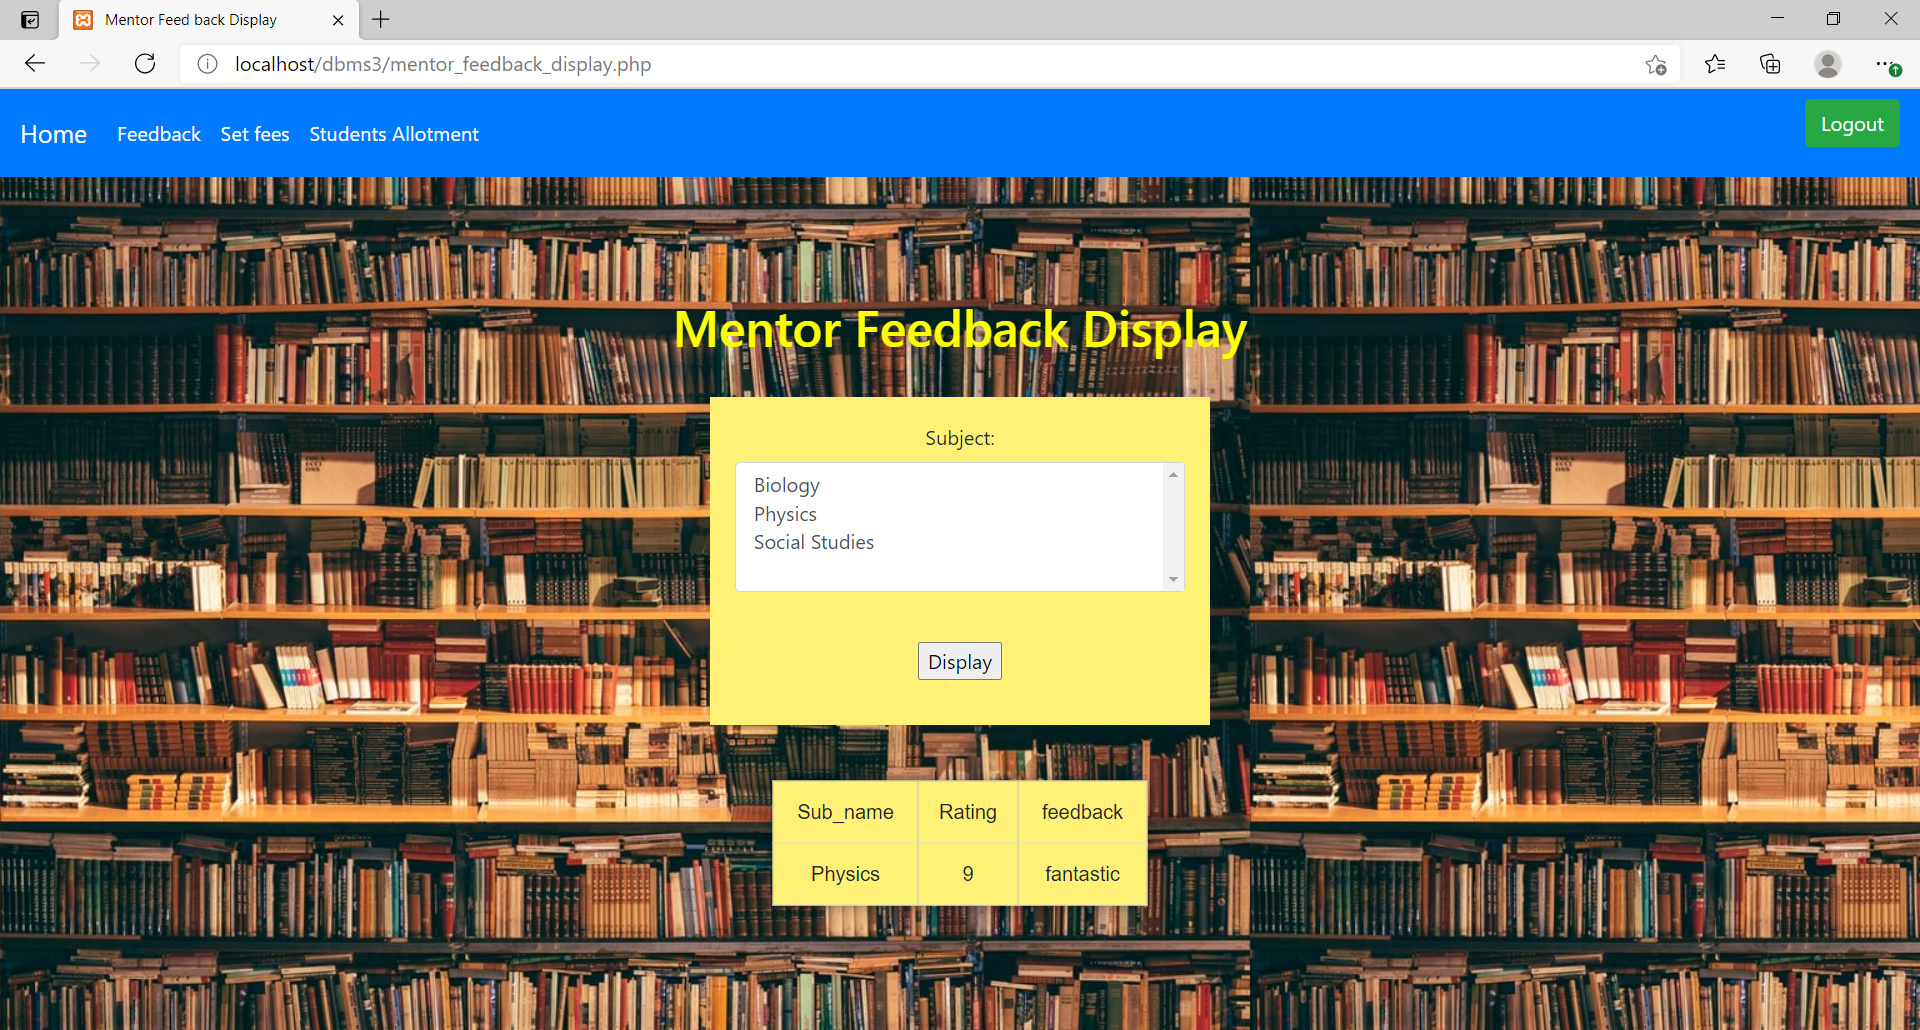 Mentor Feed back Display
localhost/dbms3/mentor_feedback_display.php
Home Feedback Set fees Students Allotment Logout
Mentor Feedback Display
Subject:
Biology
Physics
Social Studies
Display
Sub_name Rating feedback
Physics 9 fantastic